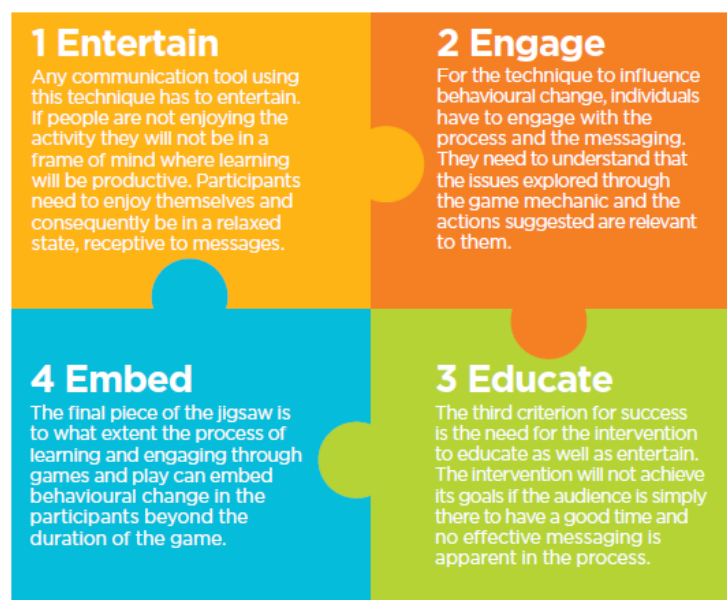 1 Entertain
Any communication tool using
this technique has to entertain.
If people are not enjoying the
activity they will not be in a
frame of mind where learning
will be productive. Participants
need to enjoy themselves and
consequently be in a relaxed
state, receptive to messages.
2 Engage
For the technique to influence
behavioural change, individuals
have to engage with the
process and the messaging.
They need to understand that
the issues explored through
the game mechanic and the
actions suggested are relevant
to them.
3 Educate
The third criterion for success
is the need for the intervention
to educate as well as entertain.
The intervention will not achieve
its goals if the audience is simply
there to have a good time and
no effective messaging is
apparent in the process.
4 Embed
The final piece of the jigsaw is
to what extent the process of
learning and engaging through
games and play can embed
behavioural change in the
participants beyond the
duration of the game.